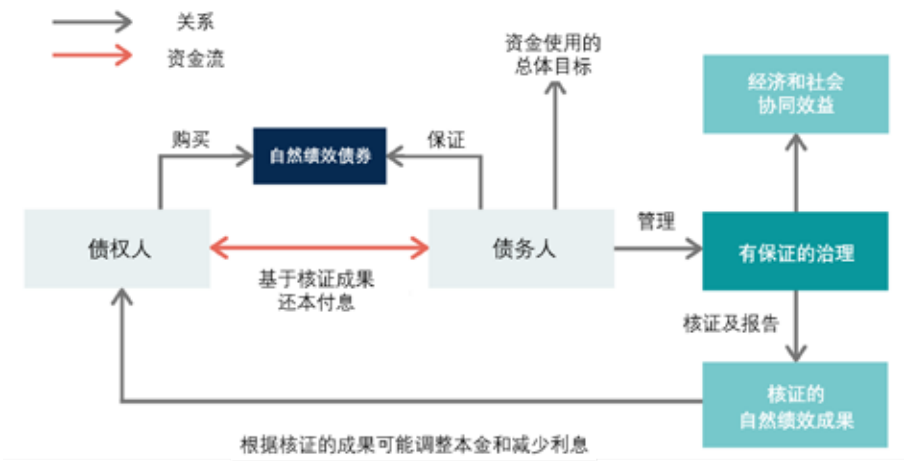 关系
资金流
资金使用的
总体目标
经济和社会
协同效益
购买
自然绩效债券
保证
债权人
债务人
管理
有保证的治理
基于核证成果
还本付息
核证及报告
核证的
自然绩效成果
根据核证的成果可能调整本金和减少利息